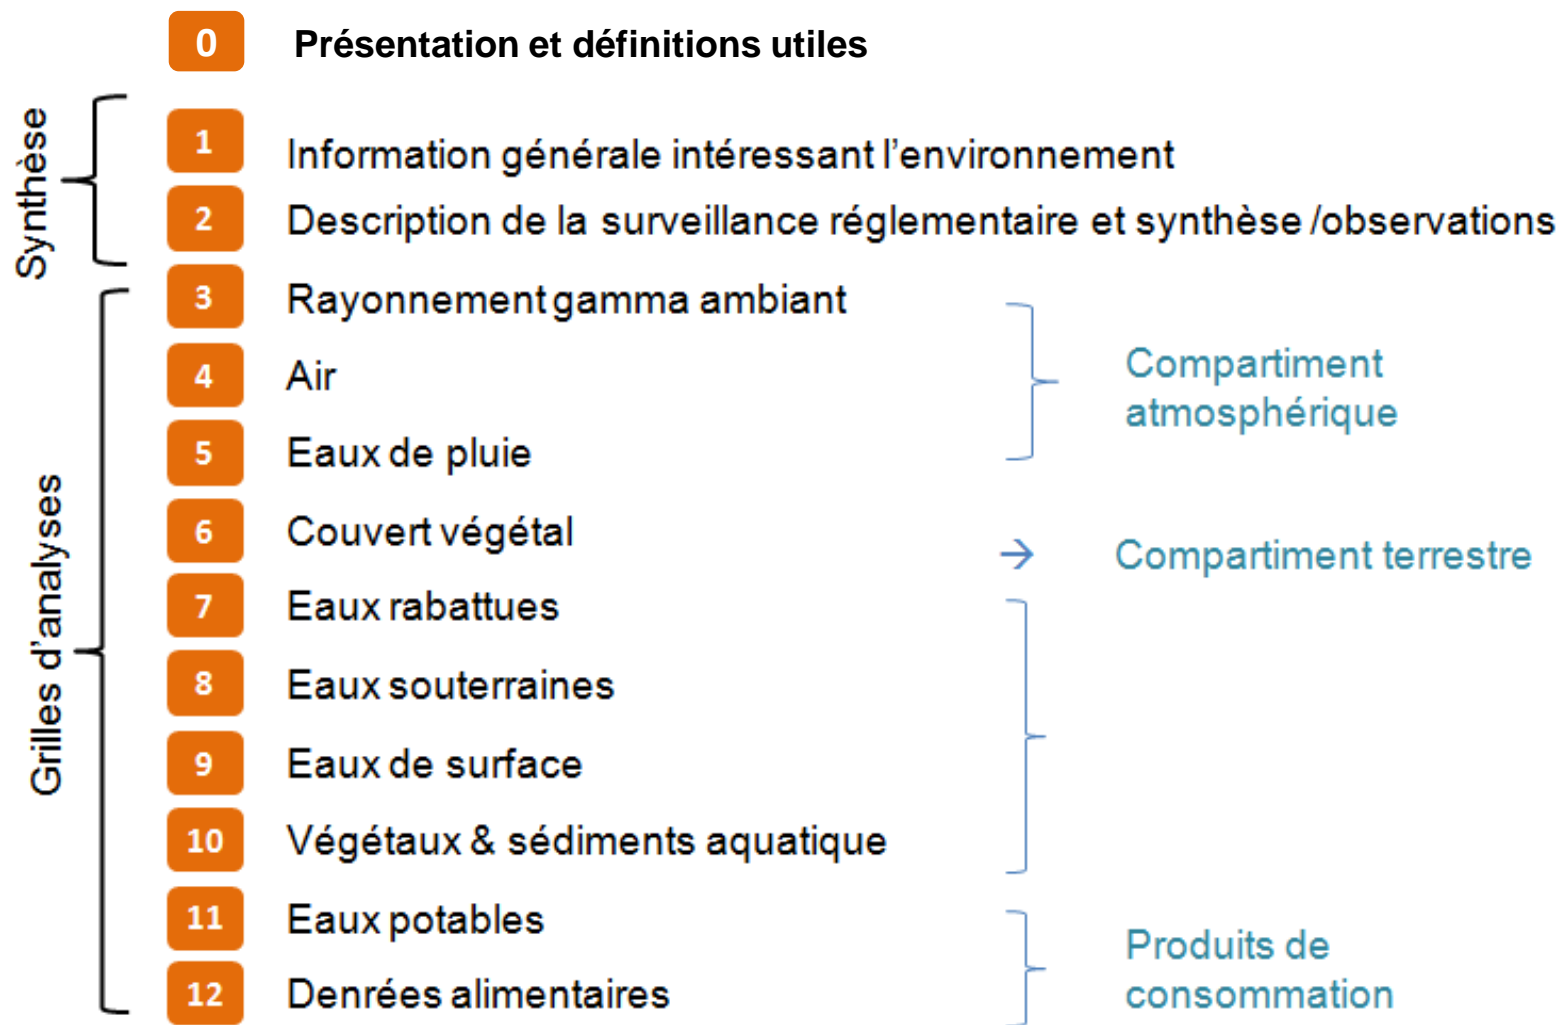 0 Présentation et définitions utiles
Synthèse
1 Information générale intéressant l'environnement
2 Description de la surveillance réglementaire et synthèse /observations
Grilles d'analyses
3 Rayonnement gamma ambiant
4 Air
5 Eaux de pluie
Compartiment
atmosphérique
6 Couvert végétal
→ Compartiment terrestre
7 Eaux rabattues
8 Eaux souterraines
9 Eaux de surface
10 Végétaux & sédiments aquatique
11 Eaux potables
12 Denrées alimentaires
Produits de
consommation